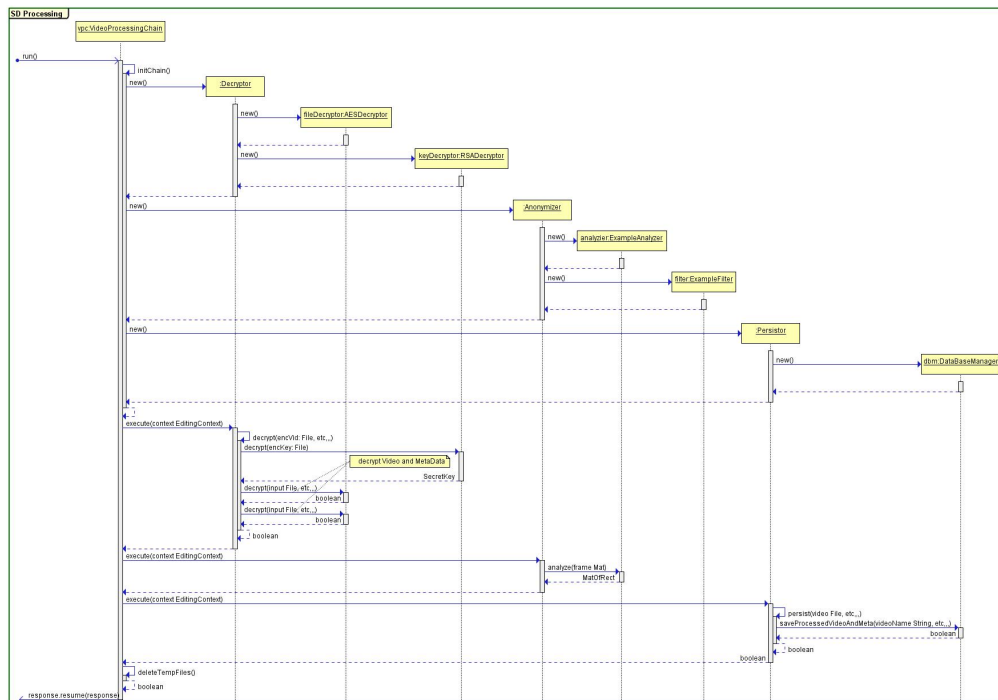 SD Processing
vpc:VideoProcessingChain
run()
initChain()
new()
:Decryptor
new()
fileDecryptor:AESDecryptor
new()
keyDecryptor:RSADecryptor
new()
:Anonymizer
new()
analyzier:ExampleAnalyzer
new()
filter:ExampleFilter
new()
:Persistor
new()
dbm:DataBaseManager
execute(context EditingContext)
decrypt(encVid: File, etc,,,)
decrypt(encKey: File)
decrypt Video and MetaData
SecretKey
decrypt(input File, etc,,,)
boolean
decrypt(input File, etc,,,)
boolean
boolean
execute(context EditingContext)
analyze(frame Mat)
MatOfRect
execute(context EditingContext)
persist(video File, etc,,,)
saveProcessedVideoAndMeta(videoName String, etc,,,)
boolean
boolean
boolean
deleteTempFiles()
boolean
response.resume(response)